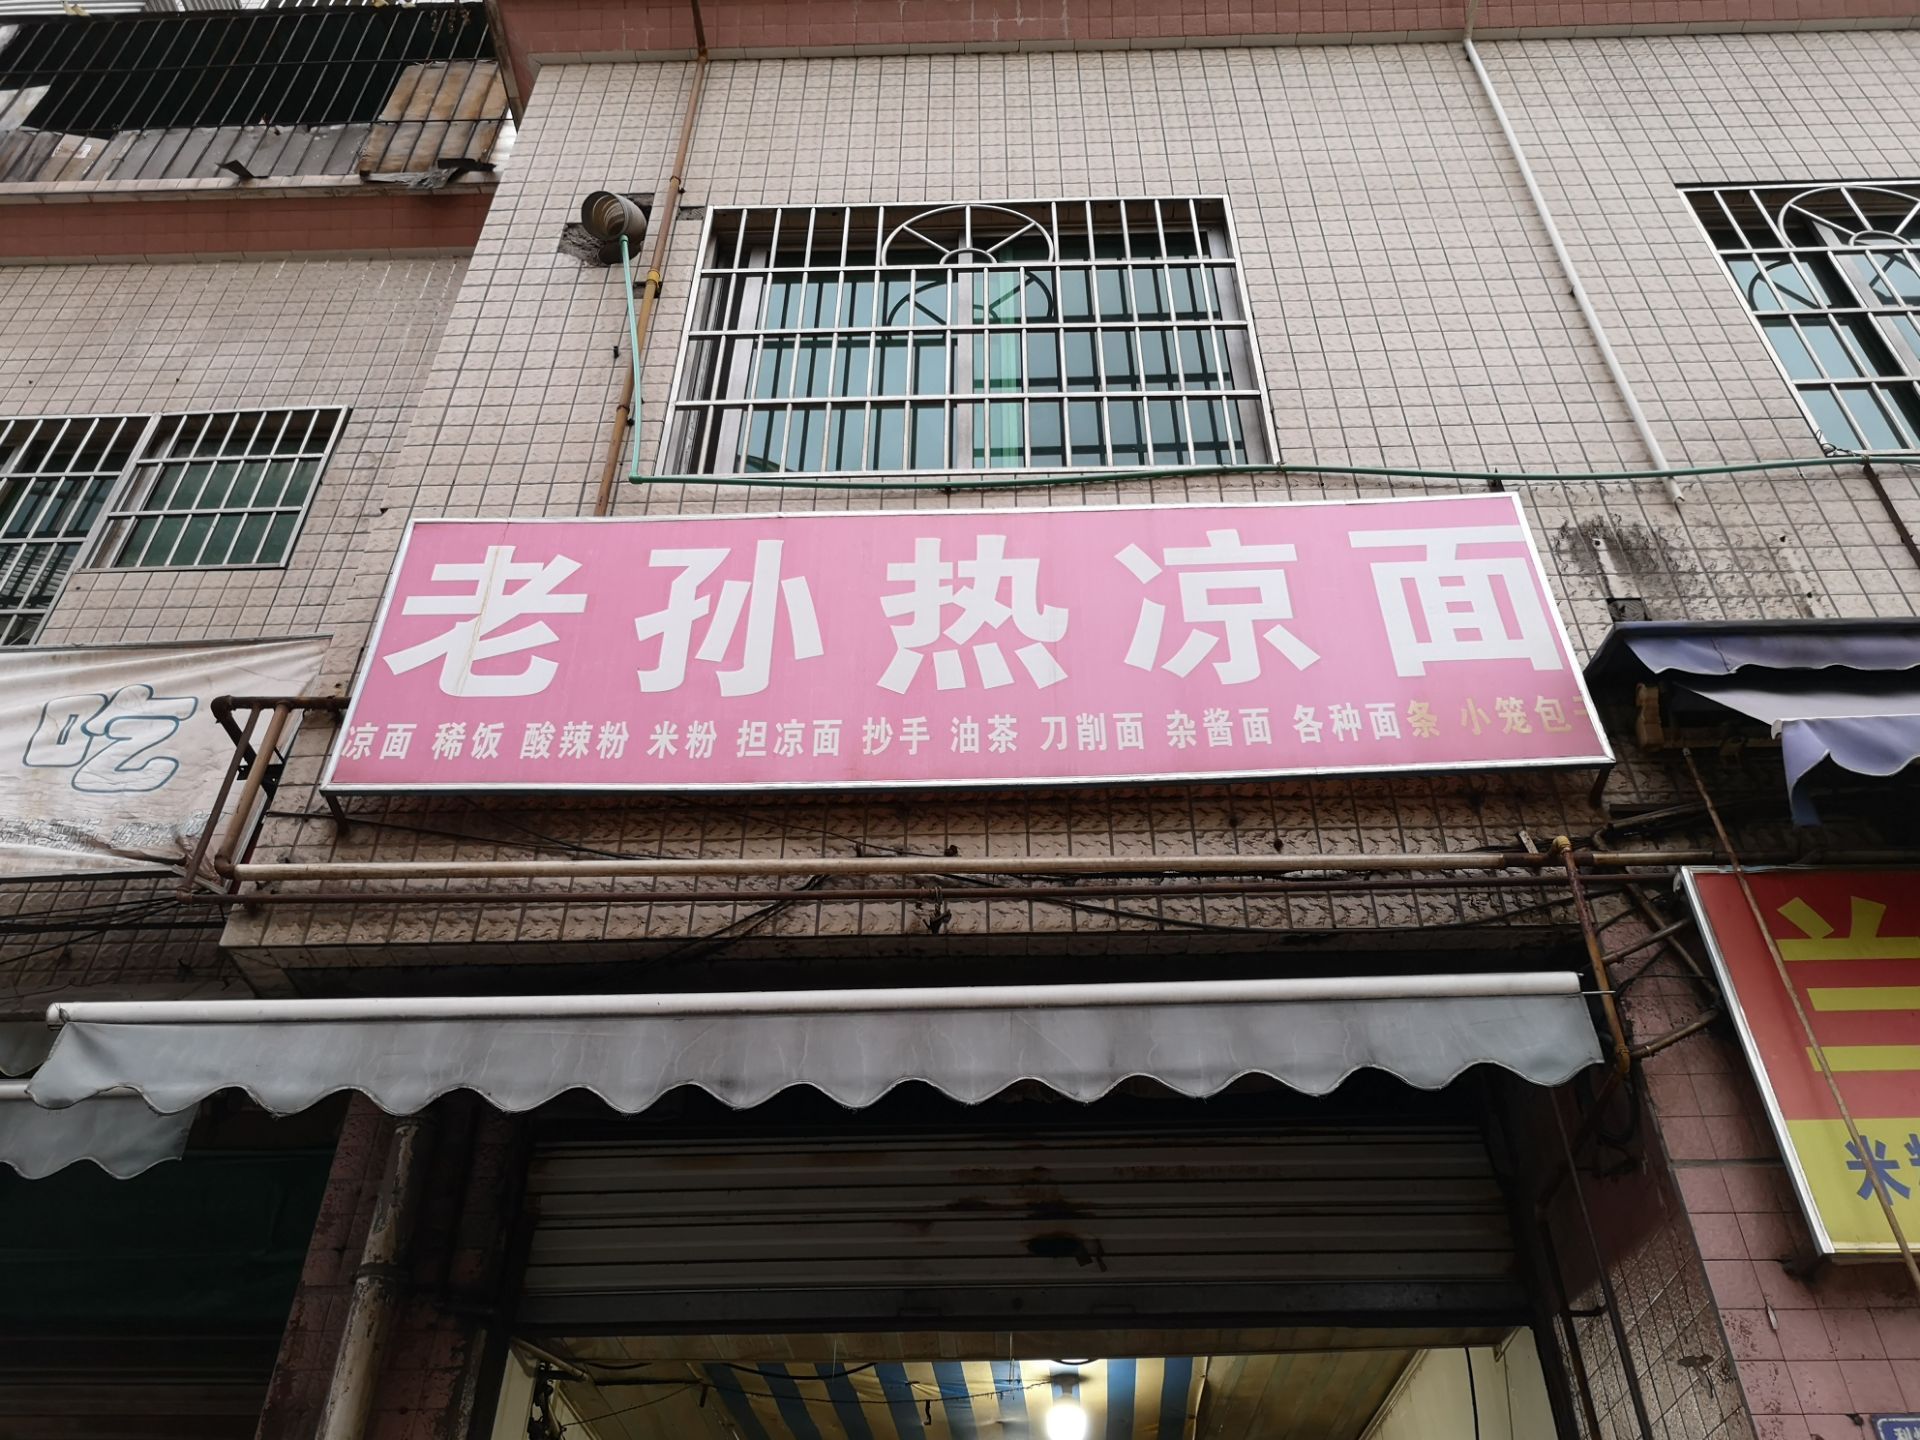 老孙热凉面
凉面 稀饭 酸辣粉 米粉 担凉面 抄手 油茶 刀削面 杂酱面 各种面条 小笼包
吃
米